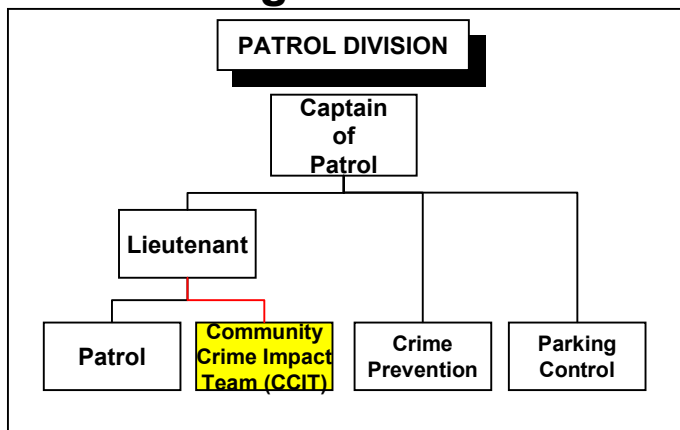 PATROL DIVISION
Captain
of
Patrol
Lieutenant
Patrol
Community
Crime Impact
Team (CCIT)
Crime
Prevention
Parking
Control